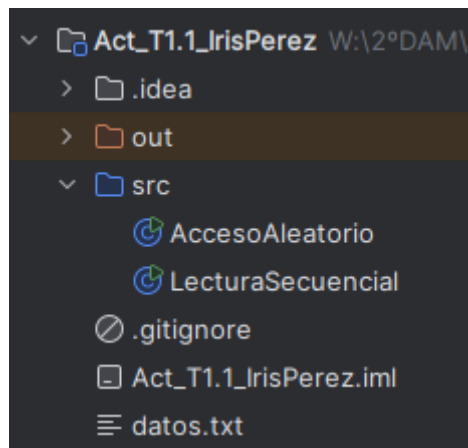 Act_T1.1_IrisPerez W:\2ºDAM\
.idea
out
src
AccesoAleatorio
LecturaSecuencial
.gitignore
Act_T1.1_IrisPerez.iml
datos.txt